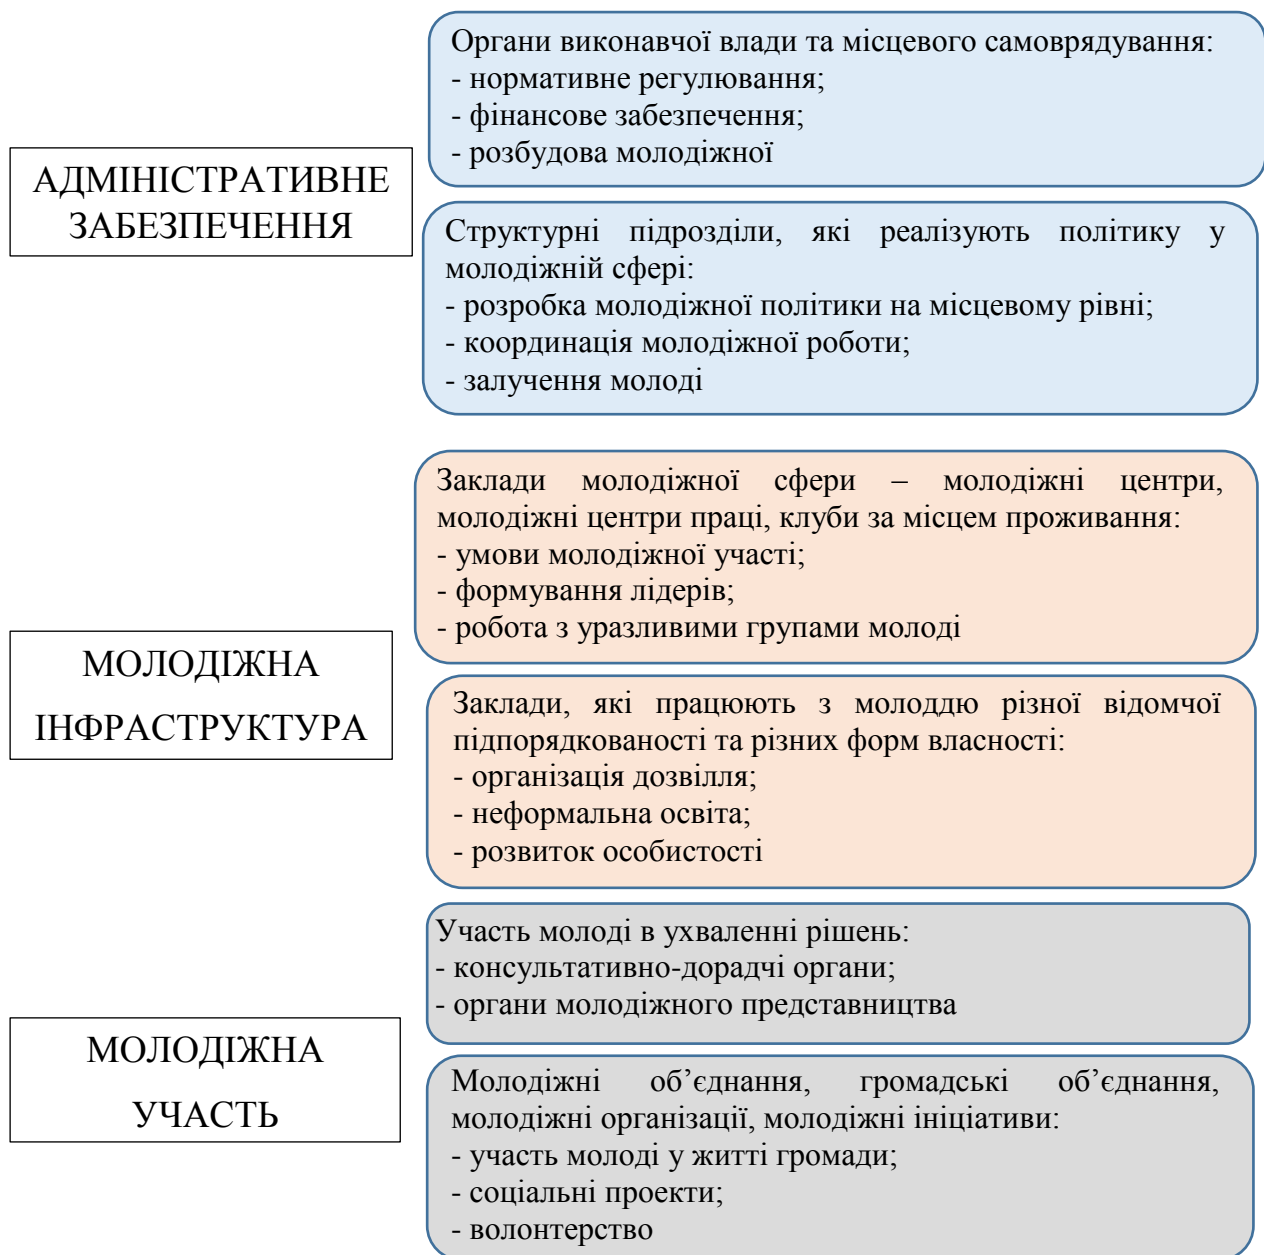 АДМІНІСТРАТИВНЕ
ЗАБЕЗПЕЧЕННЯ
Органи виконавчої влади та місцевого самоврядування:
- нормативне регулювання;
- фінансове забезпечення;
- розбудова молодіжної
Структурні підрозділи, які реалізують політику у
молодіжній сфері:
- розробка молодіжної політики на місцевому рівні;
- координація молодіжної роботи;
- залучення молоді
МОЛОДІЖНА
ІНФРАСТРУКТУРА
Заклади молодіжної сфери – молодіжні центри,
молодіжні центри праці, клуби за місцем проживання:
- умови молодіжної участі;
- формування лідерів;
- робота з уразливими групами молоді
Заклади, які працюють з молоддю різної відомчої
підпорядкованості та різних форм власності:
- організація дозвілля;
- неформальна освіта;
- розвиток особистості
МОЛОДІЖНА
УЧАСТЬ
Участь молоді в ухваленні рішень:
- консультативно-дорадчі органи;
- органи молодіжного представництва
Молодіжні об’єднання, громадські об’єднання,
молодіжні організації, молодіжні ініціативи:
- участь молоді у житті громади;
- соціальні проекти;
- волонтерство